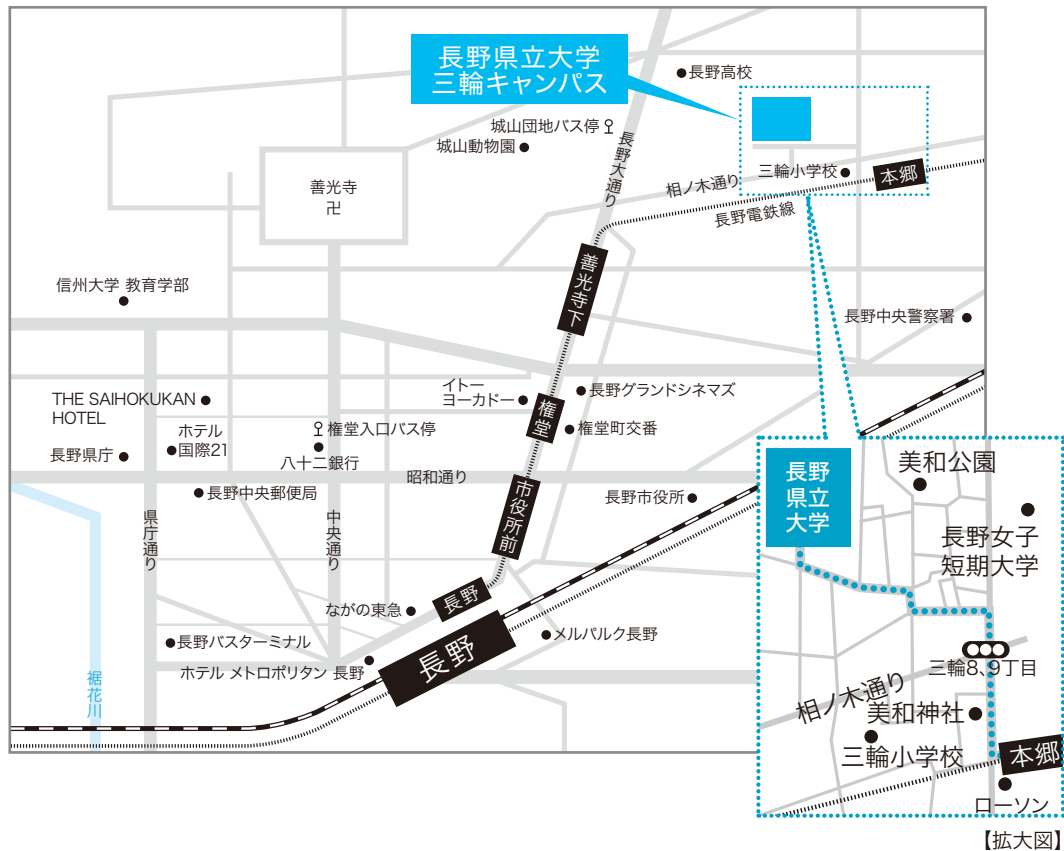 長野県立大学
三輪キャンパス
長野高校
城山団地バス停
城山動物園
長野大通り
善光寺
卍
相ノ木通り
三輪小学校
本郷
長野電鉄線
善光寺下
信州大学 教育学部
長野中央警察署
THE SAIHOKUKAN
HOTEL
イトー
ヨーカドー
権堂
長野グランドシネマズ
権堂町交番
ホテル
国際21
長野県庁
権堂入口バス停
八十二銀行
昭和通り
長野中央郵便局
市役所前
長野市役所
県庁通り
中央通り
長野
ながの東急
長野
メルパルク長野
長野バスターミナル
ホテル メトロポリタン 長野
裾花川
長野
県立
大学
美和公園
長野女子
短期大学
三輪8、9丁目
相ノ木通り
美和神社
三輪小学校
本郷
ローソン
【拡大図】